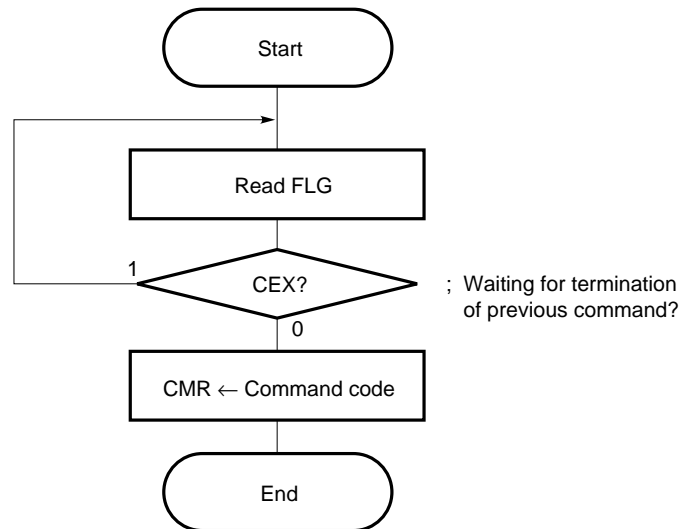 Start
Read FLG
1
CEX?
; Waiting for termination
of previous command?
0
CMR ← Command code
End